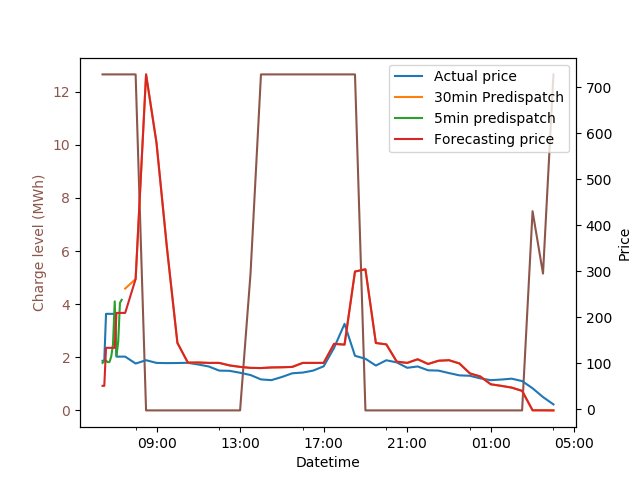 Actual price
30min Predispatch
5min predispatch
Forecasting price
Charge level (MWh)
12
10
8
6
4
2
0
700
600
500
400
300
200
100
0
Price
09:00 13:00 17:00 21:00 01:00 05:00
Datetime